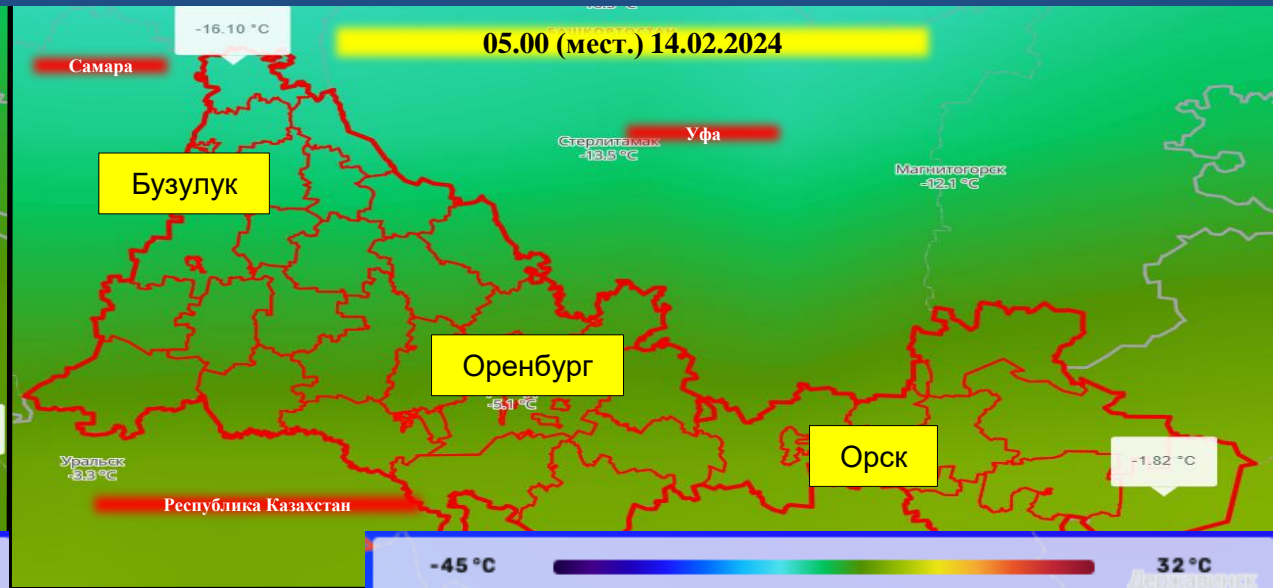 -16.10 °C
БАШКОРТОСТАН
05.00 (мест.) 14.02.2024
Самара
Уфа
Стерлитамак
-13.5 °C
Магнитогорск
-12.1 °C
Бузулук
Оренбург
-5.1 °C
Орск
-1.82 °C
Уральск
-3.3 °C
Республика Казахстан
-45 °C
32 °C